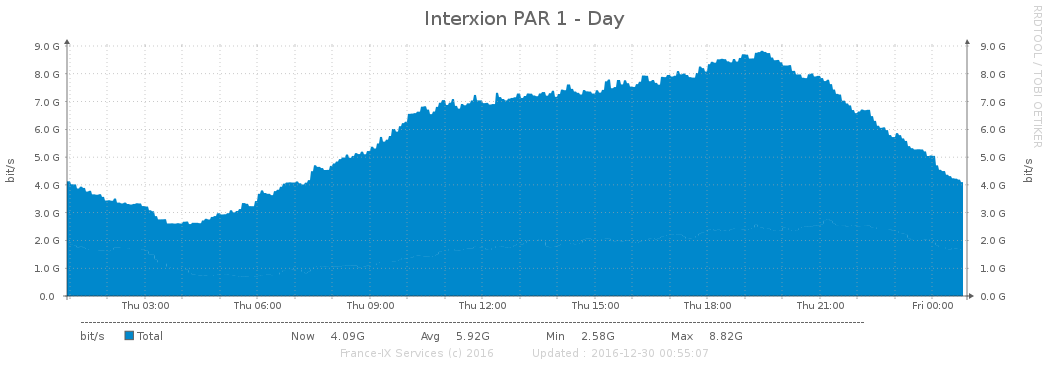 Interxion PAR 1 - Day
RRDTOOL / TOBI OETIKER
bit/s
9.0 G 9.0 G
8.0 G 8.0 G
7.0 G 7.0 G
6.0 G 6.0 G
5.0 G 5.0 G
4.0 G 4.0 G
3.0 G 3.0 G
2.0 G 2.0 G
1.0 G 1.0 G
0.0 0.0 G
bit/s
Thu 03:00 Thu 06:00 Thu 09:00 Thu 12:00 Thu 15:00 Thu 18:00 Thu 21:00 Fri 00:00
bit/s Total Now 4.09G Avg 5.92G Min 2.58G Max 8.82G
France-IX Services (c) 2016 Updated : 2016-12-30 00:55:07